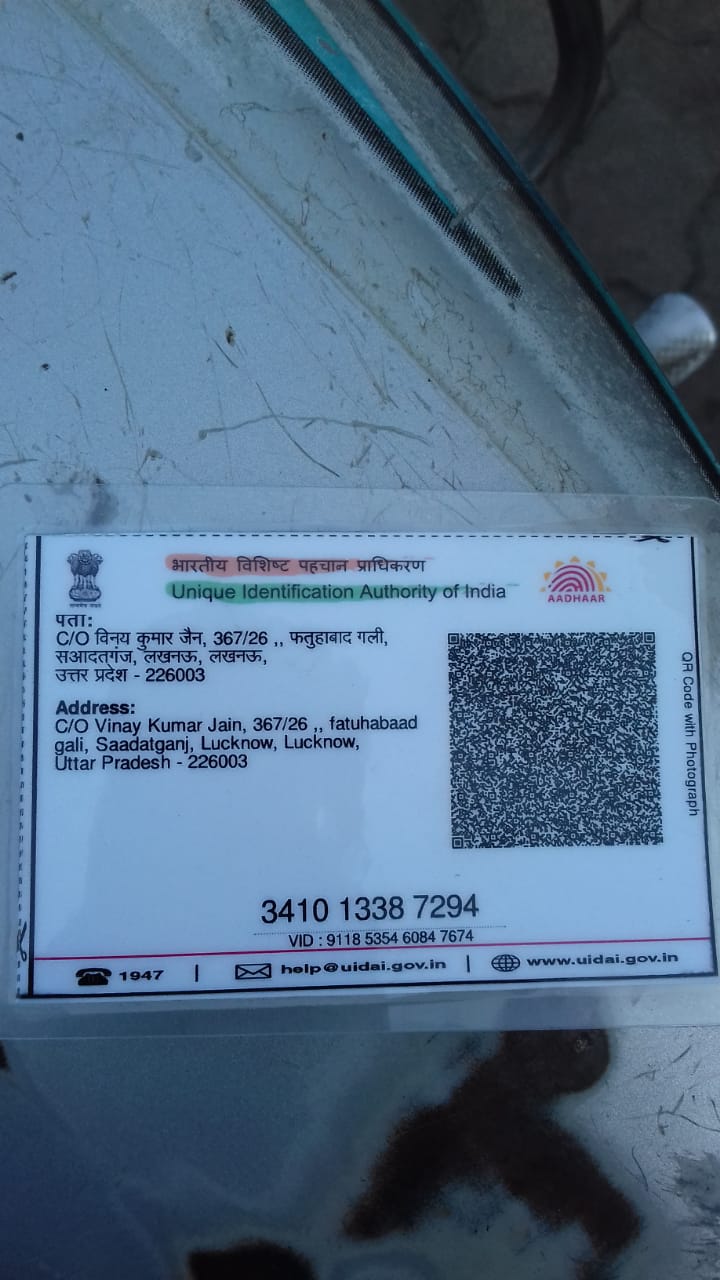 भारतीय विशिष्ट पहचान प्राधिकरण
Unique Identification Authority of India
AADHAAR
पता:
C/O विनय कुमार जैन, 367/26 ,, फतुहाबाद गली,
सआदतगंज, लखनऊ, लखनऊ,
उत्तर प्रदेश - 226003
Address:
C/O Vinay Kumar Jain, 367/26 ,, fatuhabaad
gali, Saadatganj, Lucknow, Lucknow,
Uttar Pradesh - 226003
QR Code with Photograph
3410 1338 7294
VID : 9118 5354 6084 7674
1947 | help@uidai.gov.in | www.uidai.gov.in